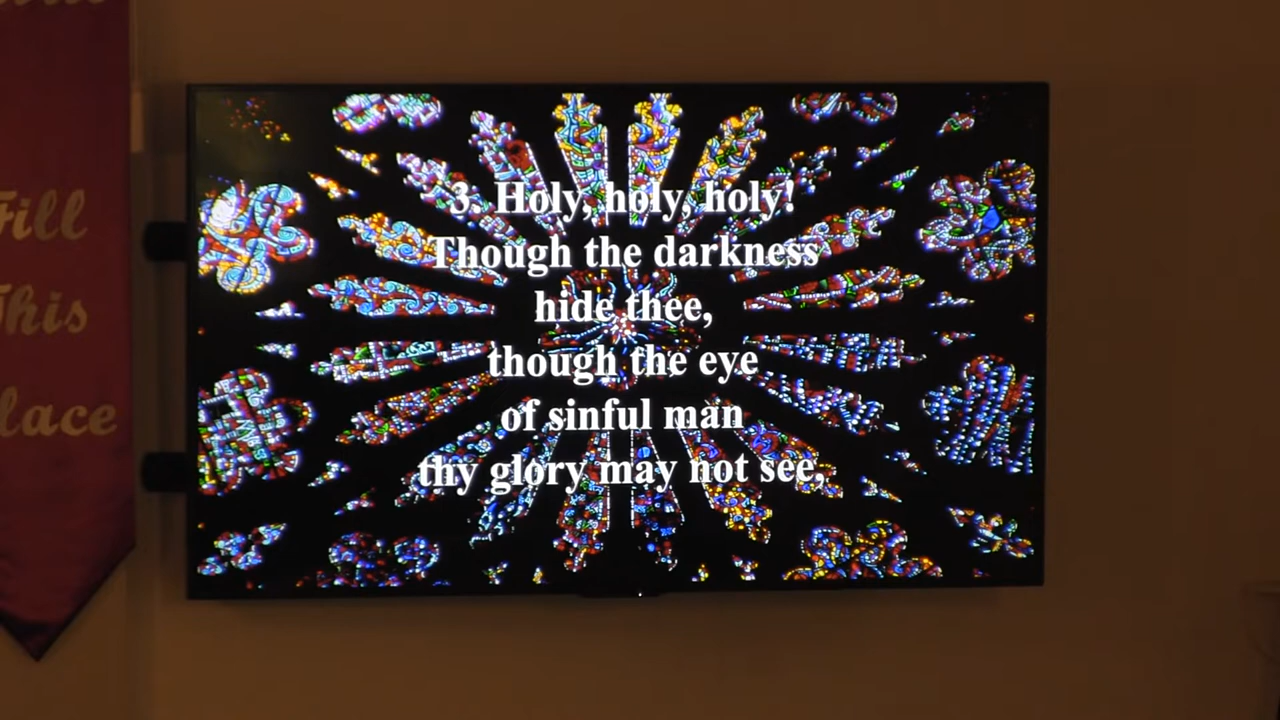 Fill
This
3. Holy, holy, holy!
Though the darkness
hide thee,
though the eye
of sinful man
thy glory may not see,